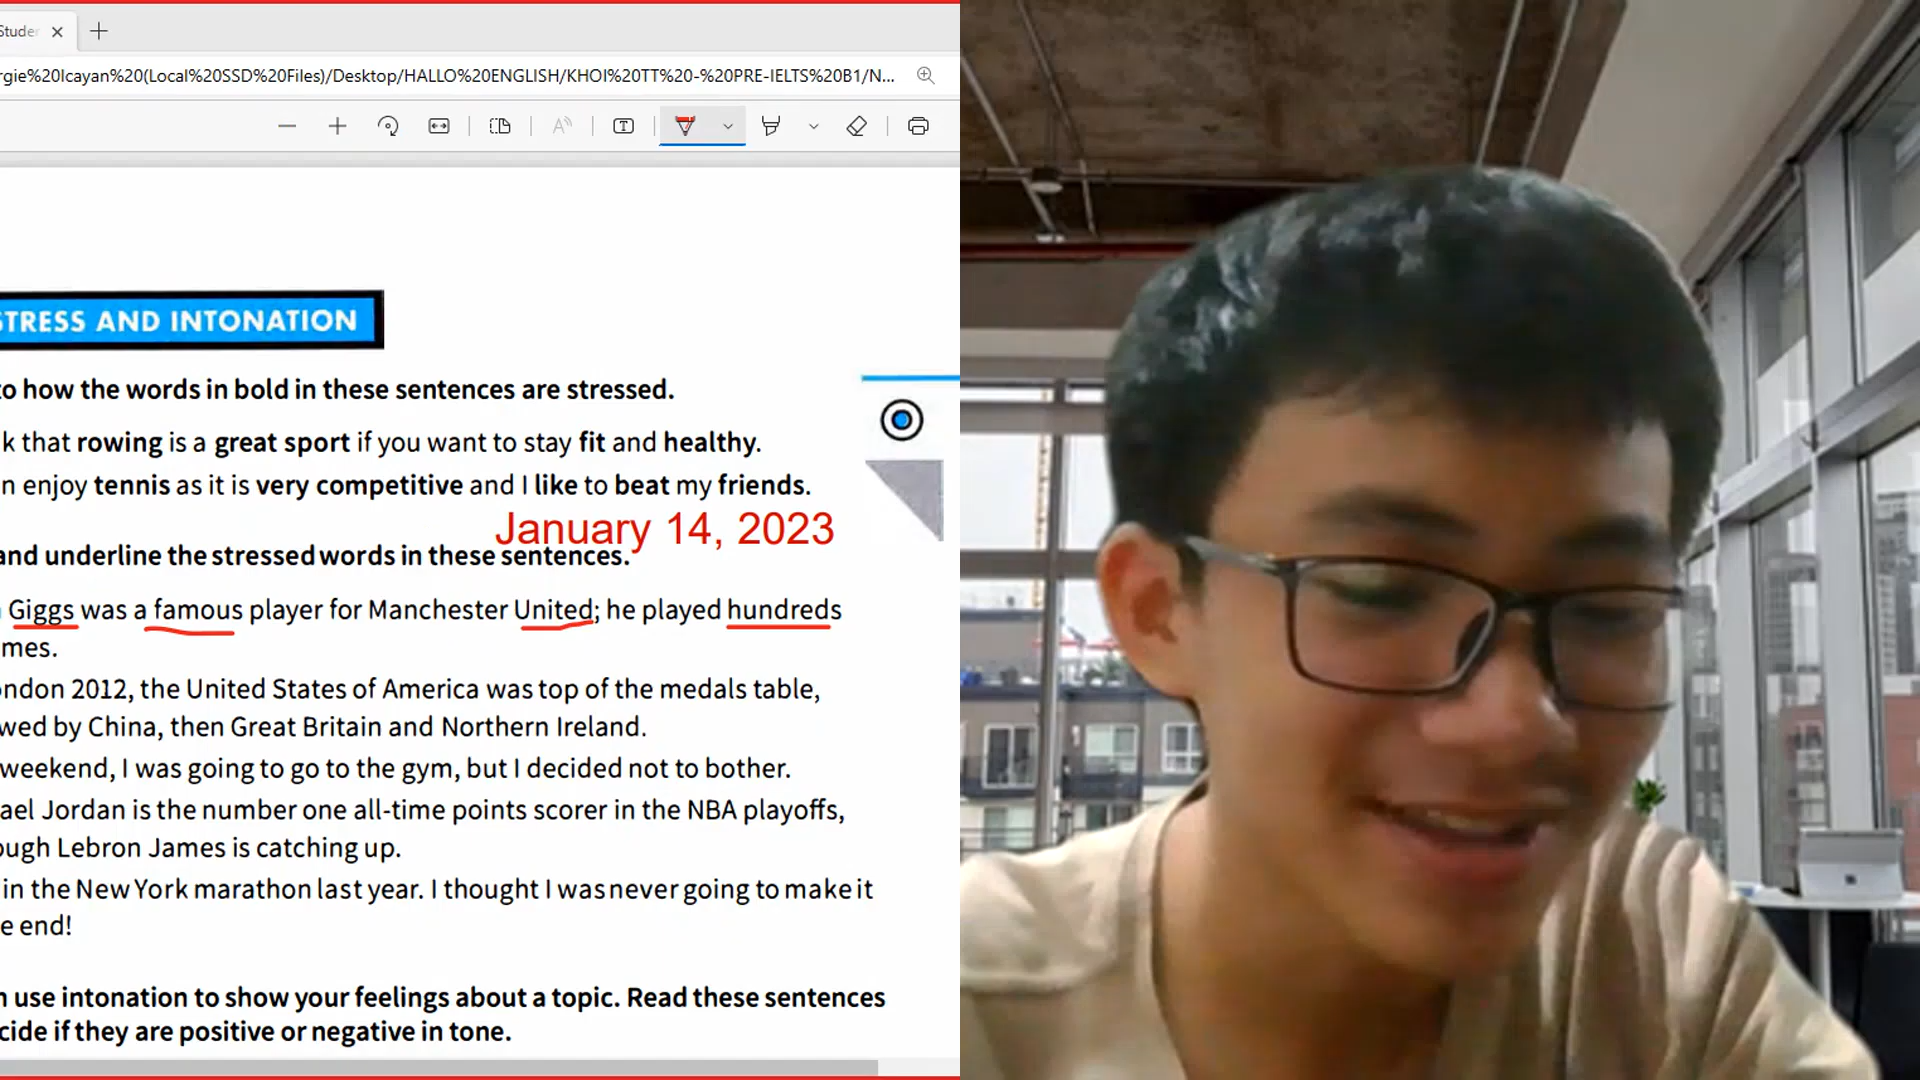 Stude
rgie%20Icayan%20(Local%20SSD%20Files)/Desktop/HALLO%20ENGLISH/KHOI%20TT%20-%20PRE-IELTS%20B1/N...
STRESS AND INTONATION
to how the words in bold in these sentences are stressed.
k that rowing is a great sport if you want to stay fit and healthy.
n enjoy tennis as it is very competitive and I like to beat my friends.
January 14, 2023
and underline the stressed words in these sentences.
Giggs was a famous player for Manchester United; he played hundreds
mes.
ondon 2012, the United States of America was top of the medals table,
wed by China, then Great Britain and Northern Ireland.
weekend, I was going to go to the gym, but I decided not to bother.
ael Jordan is the number one all-time points scorer in the NBA playoffs,
ough Lebron James is catching up.
in the New York marathon last year. I thought I was never going to make it
e end!
n use intonation to show your feelings about a topic. Read these sentences
cide if they are positive or negative in tone.